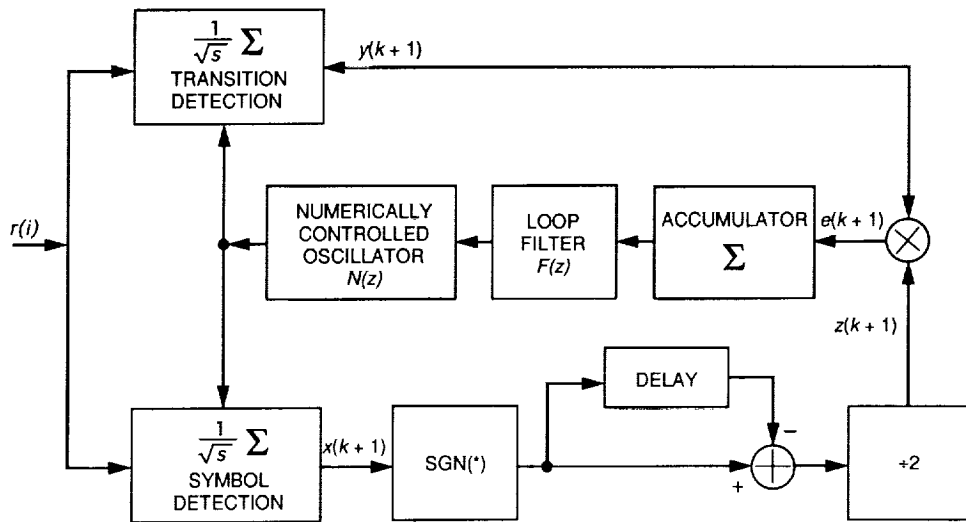 1/√s Σ
TRANSITION
DETECTION
y(k + 1)
r(i)
NUMERICALLY
CONTROLLED
OSCILLATOR
N(z)
LOOP
FILTER
F(z)
ACCUMULATOR
Σ
e(k + 1)
×
z(k + 1)
DELAY
1/√s Σ
SYMBOL
DETECTION
x(k + 1)
SGN(*)
–
+
+
÷2